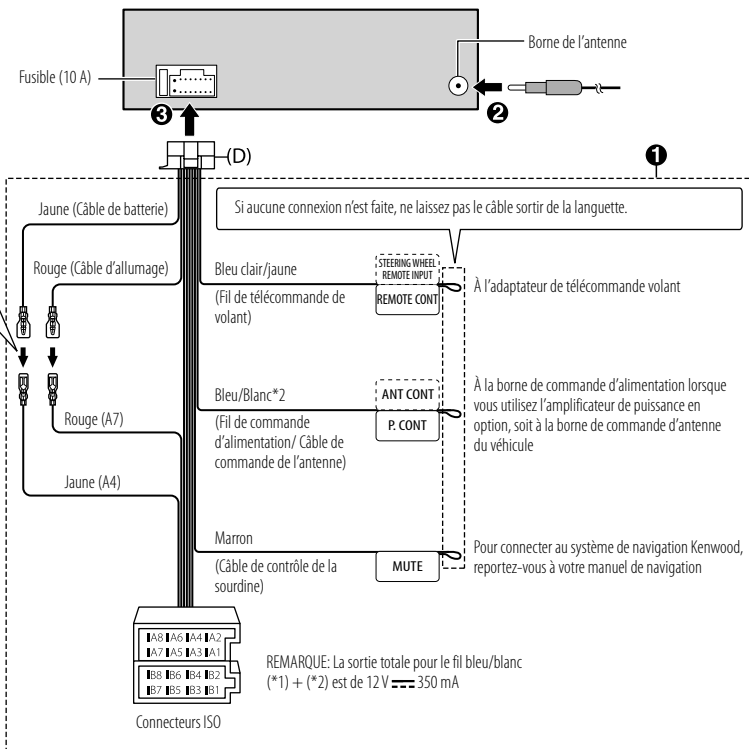 Borne de l'antenne
Fusible (10 A)
❸
❷
(D)
❶
Jaune (Câble de batterie)
Si aucune connexion n'est faite, ne laissez pas le câble sortir de la languette.
Rouge (Câble d'allumage)
Bleu clair/jaune
(Fil de télécommande de
volant)
STEERING WHEEL
REMOTE INPUT
REMOTE CONT
À l'adaptateur de télécommande volant
Bleu/Blanc*2
(Fil de commande
d'alimentation/ Câble de
commande de l'antenne)
ANT CONT
P. CONT
À la borne de commande d'alimentation lorsque
vous utilisez l'amplificateur de puissance en
option, soit à la borne de commande d'antenne
du véhicule
Rouge (A7)
Jaune (A4)
Marron
(Câble de contrôle de la
sourdine)
MUTE
Pour connecter au système de navigation Kenwood,
reportez-vous à votre manuel de navigation
A8 A6 A4 A2
A7 A5 A3 A1
B8 B6 B4 B2
B7 B5 B3 B1
Connecteurs ISO
REMARQUE: La sortie totale pour le fil bleu/blanc
(*1) + (*2) est de 12 V ⎓ 350 mA